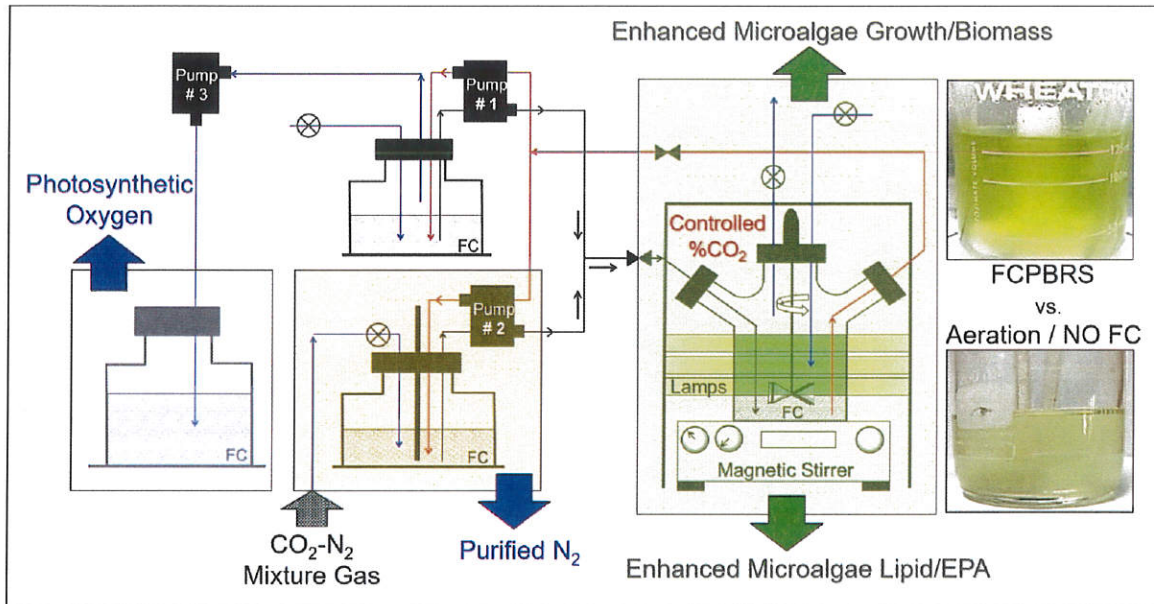 Enhanced Microalgae Growth/Biomass
Pump
# 3
Pump
# 1
WHEATON
Photosynthetic
Oxygen
FC
Controlled
%CO₂
FCPBRS
vs.
Aeration / NO FC
Pump
# 2
Lamps
FC
FC
FC
Magnetic Stirrer
CO₂-N₂
Mixture Gas
Purified N₂
Enhanced Microalgae Lipid/EPA